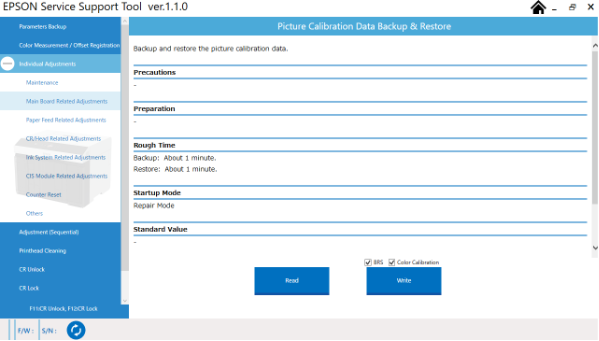 EPSON Service Support Tool ver.1.1.0
Parameters Backup
Color Measurement / Offset Registration
Individual Adjustments
Maintenance
Main Board Related Adjustments
Paper Feed Related Adjustments
CR/Head Related Adjustments
Ink System Related Adjustments
CIS Module Related Adjustments
Counter Reset
Others
Adjustment (Sequential)
Printhead Cleaning
CR Unlock
CR Lock
F11:CR Unlock, F12:CR Lock
Picture Calibration Data Backup & Restore
Backup and restore the picture calibration data.
Precautions
-
Preparation
-
Rough Time
Backup: About 1 minute.
Restore: About 1 minute.
Startup Mode
Repair Mode
Standard Value
-
BRS Color Calibration
Read Write
F/W : S/N :